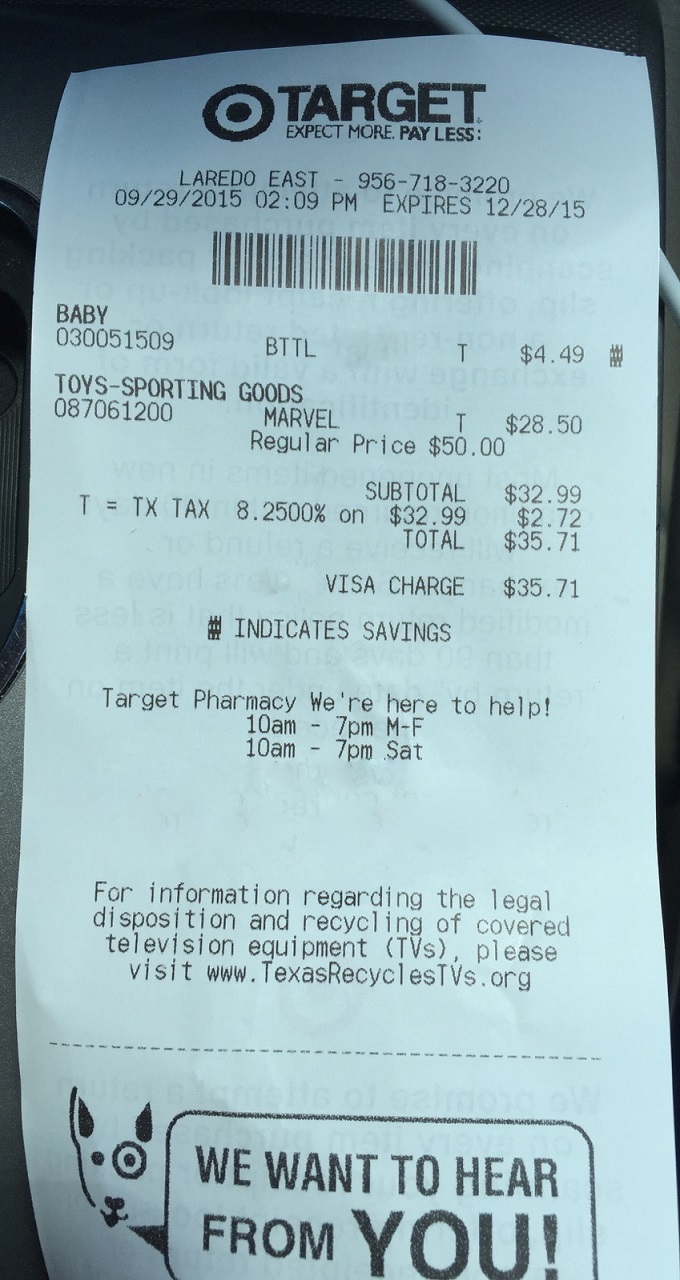 TARGET
EXPECT MORE. PAY LESS:
LAREDO EAST - 956-718-3220
09/29/2015 02:09 PM EXPIRES 12/28/15
BABY
030051509 BTTL T $4.49 #
TOYS-SPORTING GOODS
087061200 MARVEL T $28.50
Regular Price $50.00
SUBTOTAL $32.99
T = TX TAX 8.2500% on $32.99 $2.72
TOTAL $35.71
VISA CHARGE $35.71
# INDICATES SAVINGS
Target Pharmacy We're here to help!
10am - 7pm M-F
10am - 7pm Sat
For information regarding the legal
disposition and recycling of covered
television equipment (TVs), please
visit www.TexasRecyclesTVs.org
WE WANT TO HEAR
FROM YOU!